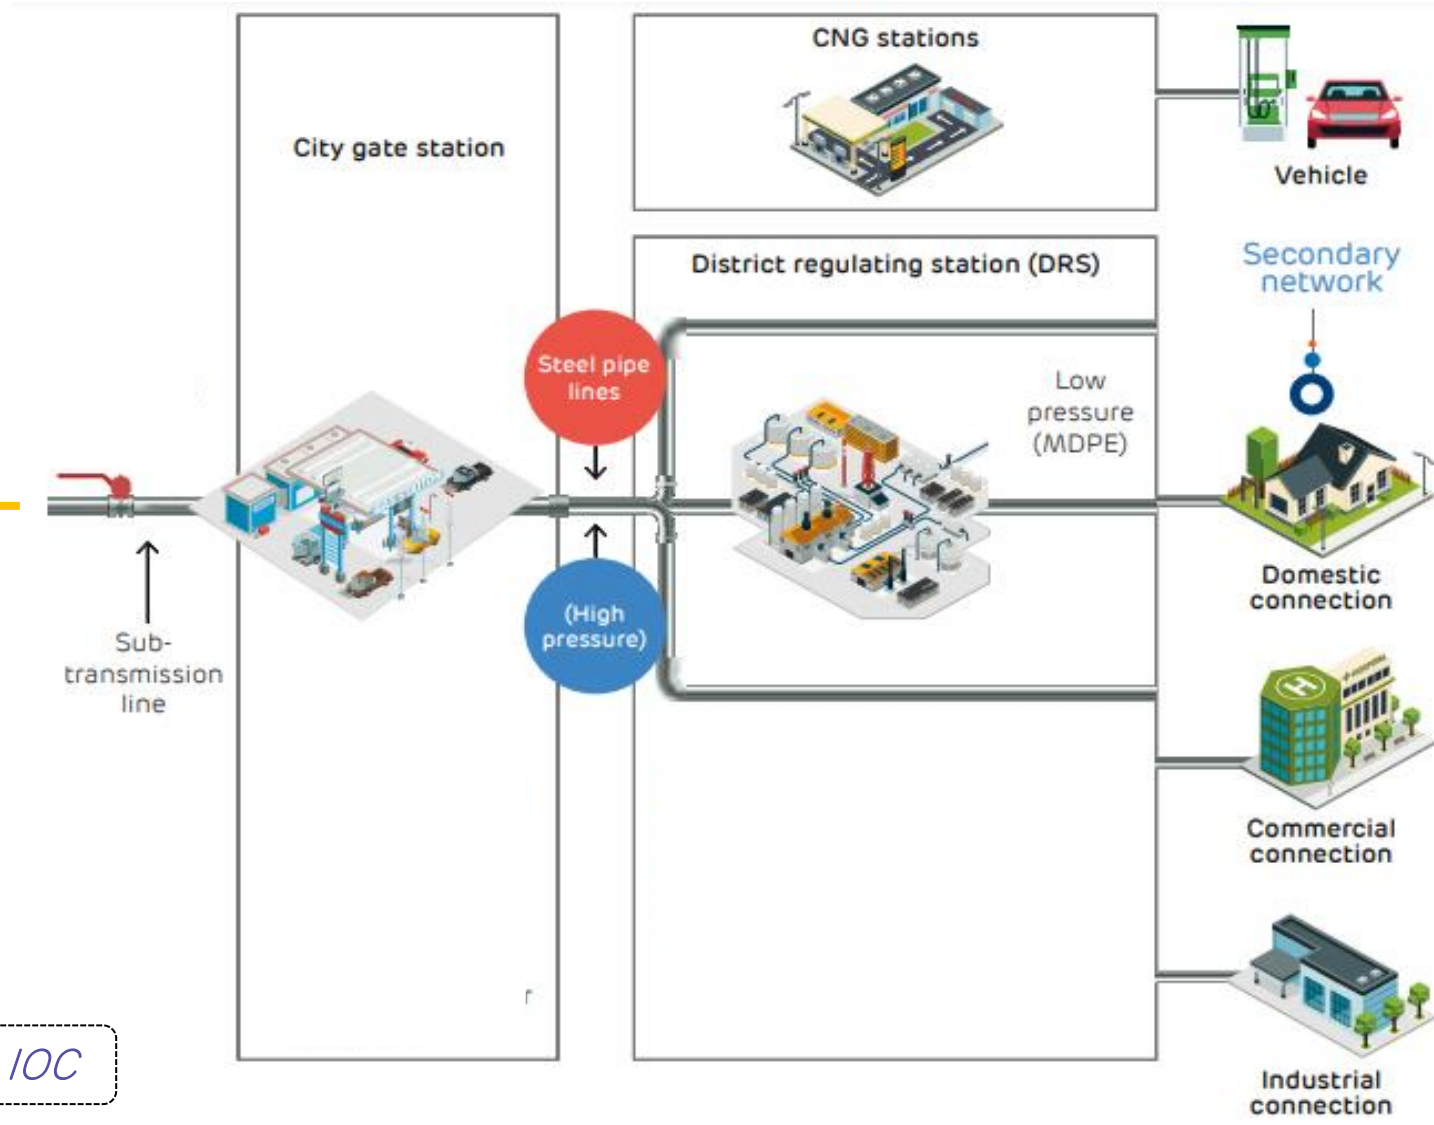 CNG stations
City gate station
Vehicle
District regulating station (DRS)
Secondary
network
Steel pipe
lines
Low
pressure
(MDPE)
Domestic
connection
(High
pressure)
Sub-
transmission
line
Commercial
connection
IOC
Industrial
connection